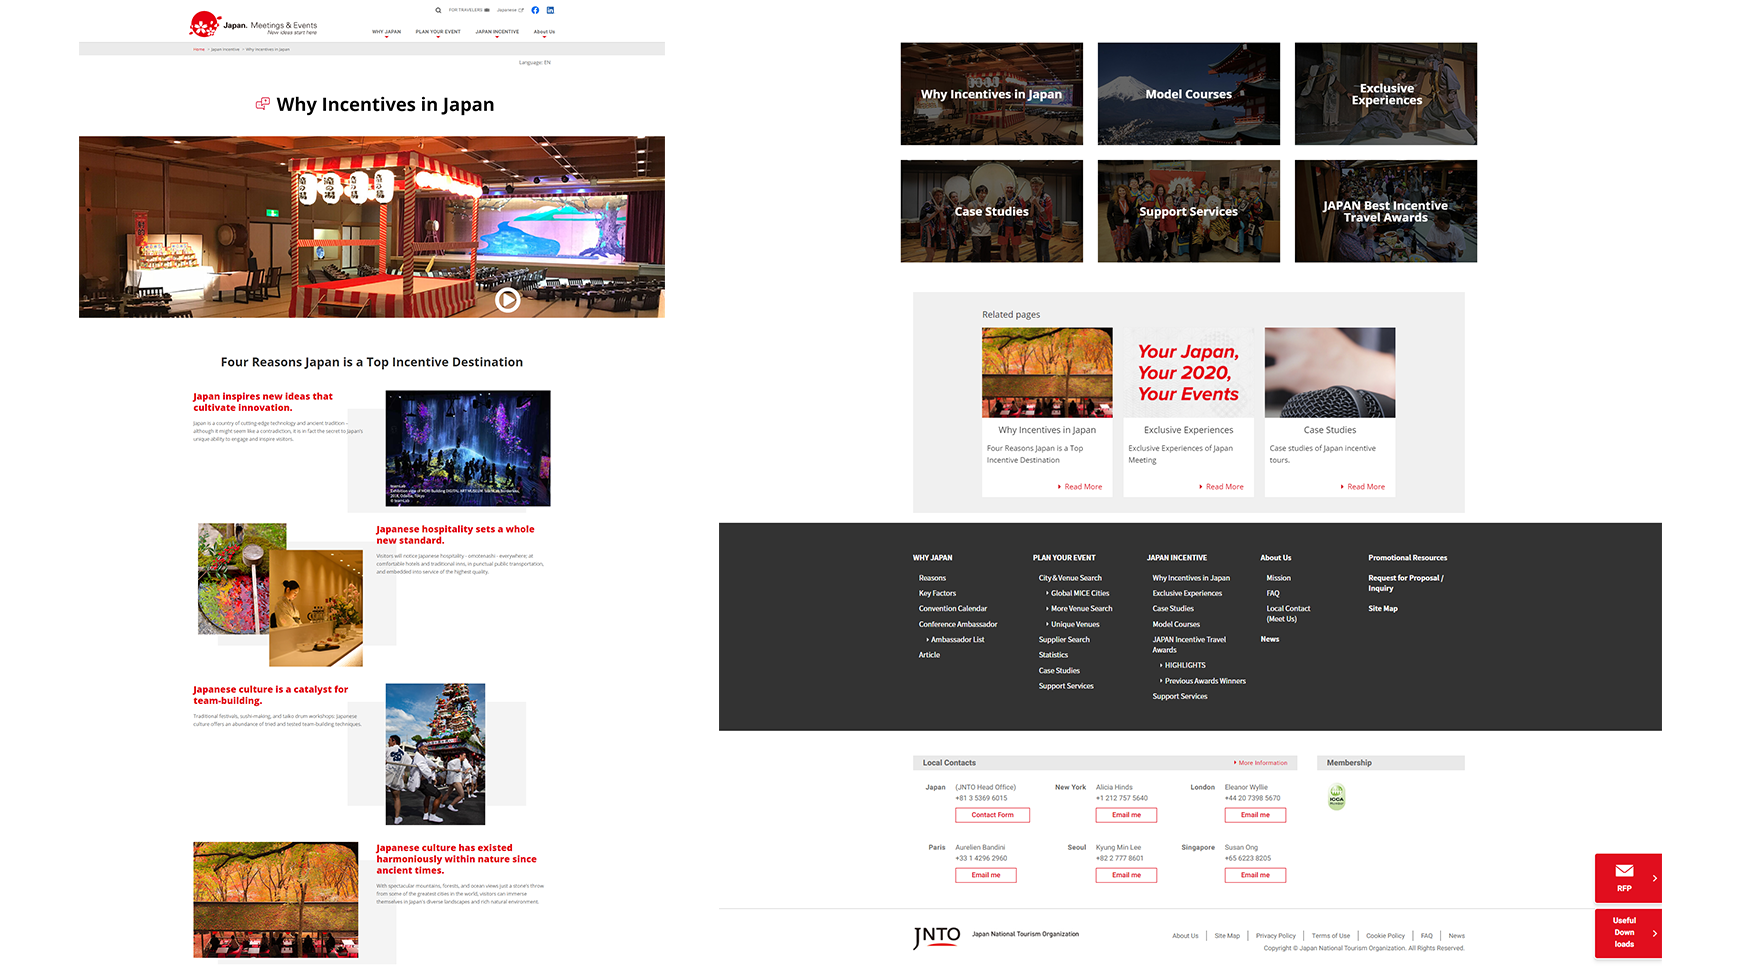 FOR TRAVELERS
Japanese
Japan. Meetings & Events
New ideas start here
WHY JAPAN
PLAN YOUR EVENT
JAPAN INCENTIVE
About Us
Home > Japan Incentive > Why Incentives in Japan
Language: EN
Why Incentives in Japan
Four Reasons Japan is a Top Incentive Destination
Japan inspires new ideas that
cultivate innovation.
Japan is a country of cutting-edge technology and ancient tradition -
although it might seem like a contradiction, it is in fact the secret to Japan's
unique ability to engage and inspire visitors.
teamLab
Exhibition view of MORI Building DIGITAL ART MUSEUM: teamLab Borderless,
2018, Odaiba, Tokyo
© teamLab
Japanese hospitality sets a whole
new standard.
Visitors will notice Japanese hospitality - omotenashi - everywhere; at
comfortable hotels and traditional inns, in punctual public transportation,
and embedded into service of the highest quality.
Japanese culture is a catalyst for
team-building.
Traditional festivals, sushi-making, and taiko drum workshops: Japanese
culture offers an abundance of tried and tested team-building techniques.
Japanese culture has existed
harmoniously within nature since
ancient times.
With spectacular mountains, forests, and ocean views just a stone's throw
from some of the greatest cities in the world, visitors can immerse
themselves in Japan's diverse landscapes and rich natural environment.
Why Incentives in Japan
Model Courses
Exclusive
Experiences
Case Studies
Support Services
JAPAN Best Incentive
Travel Awards
Related pages
Your Japan,
Your 2020,
Your Events
Why Incentives in Japan
Four Reasons Japan is a Top
Incentive Destination
Read More
Exclusive Experiences
Exclusive Experiences of Japan
Meeting
Read More
Case Studies
Case studies of Japan incentive
tours.
Read More
WHY JAPAN
Reasons
Key Factors
Convention Calendar
Conference Ambassador
Ambassador List
Article
PLAN YOUR EVENT
City&Venue Search
Global MICE Cities
More Venue Search
Unique Venues
Supplier Search
Statistics
Case Studies
Support Services
JAPAN INCENTIVE
Why Incentives in Japan
Exclusive Experiences
Case Studies
Model Courses
JAPAN Incentive Travel
Awards
HIGHLIGHTS
Previous Awards Winners
Support Services
About Us
Mission
FAQ
Local Contact
(Meet Us)
News
Promotional Resources
Request for Proposal /
Inquiry
Site Map
Local Contacts
More Information
Japan
(JNTO Head Office)
+81 3 5369 6015
Contact Form
New York
Alicia Hinds
+1 212 757 5640
Email me
London
Eleanor Wyllie
+44 20 7398 5670
Email me
Paris
Aurelien Bandini
+33 1 4296 2960
Email me
Seoul
Kyung Min Lee
+82 2 777 8601
Email me
Singapore
Susan Ong
+65 6223 8205
Email me
Membership
ICCA
RFP
Useful
Down
loads
JNTO
Japan National Tourism Organization
About Us
Site Map
Privacy Policy
Terms of Use
Cookie Policy
FAQ
News
Copyright © Japan National Tourism Organization. All Rights Reserved.